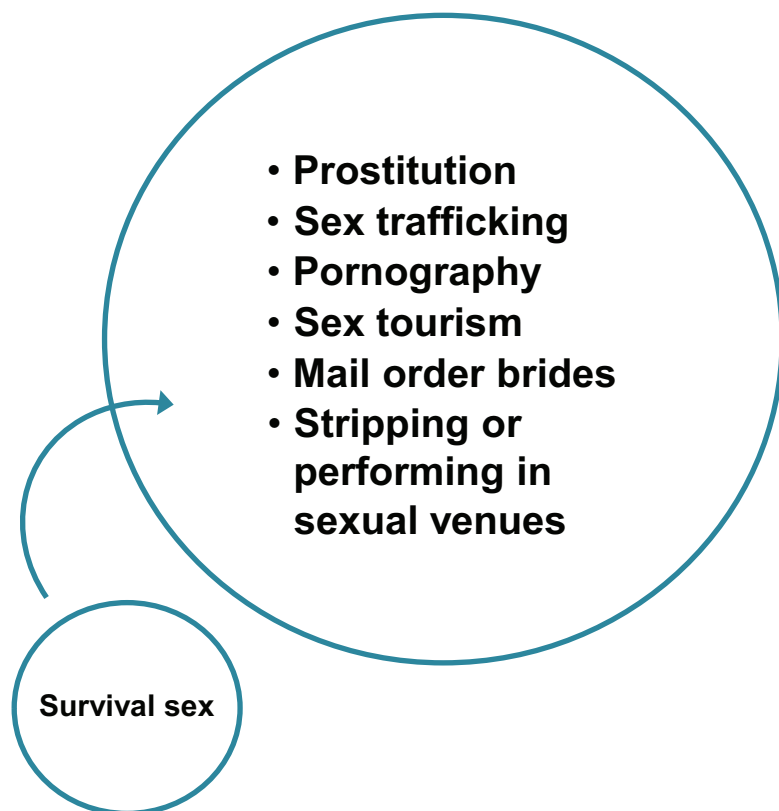 • Prostitution
• Sex trafficking
• Pornography
• Sex tourism
• Mail order brides
• Stripping or
performing in
sexual venues
Survival sex